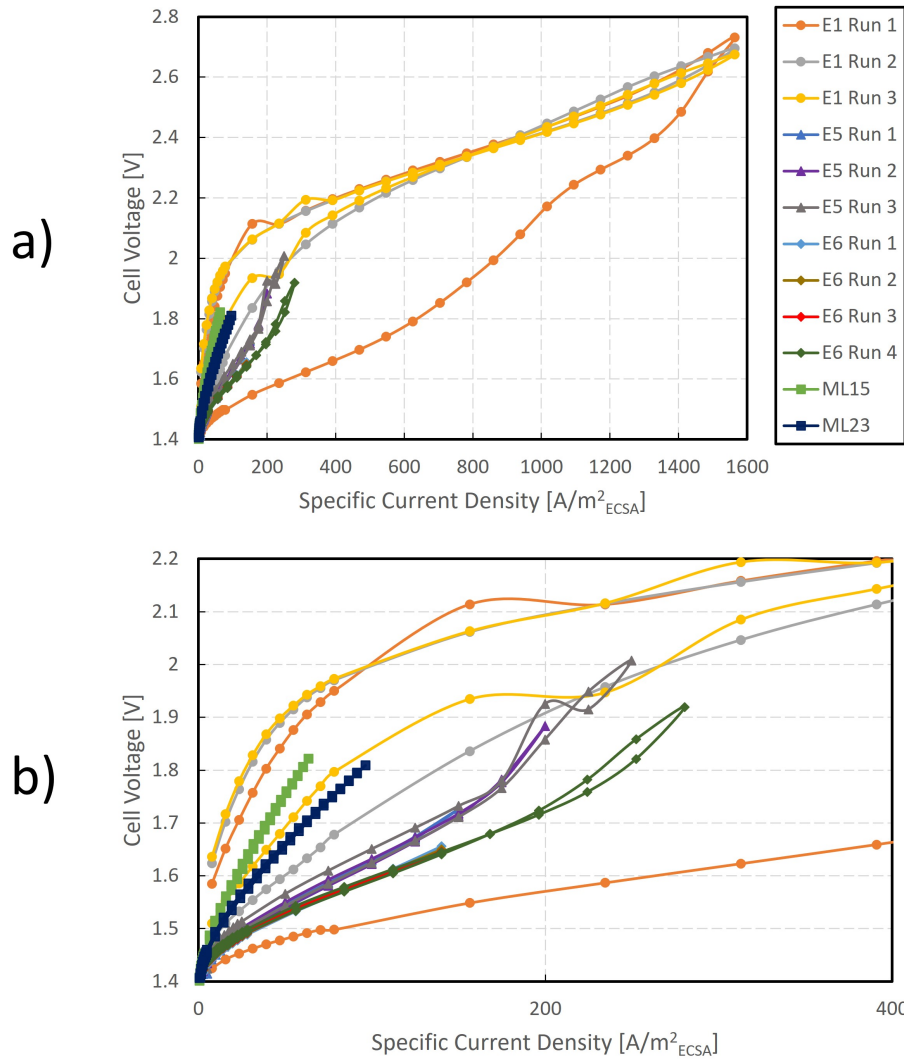 a)
Cell Voltage [V]
2.8
2.6
2.4
2.2
2
1.8
1.6
1.4
0
200
400
600
800
1000
1200
1400
1600
Specific Current Density [A/m²ECSA]
E1 Run 1
E1 Run 2
E1 Run 3
E5 Run 1
E5 Run 2
E5 Run 3
E6 Run 1
E6 Run 2
E6 Run 3
E6 Run 4
ML15
ML23
b)
Cell Voltage [V]
2.2
2.1
2
1.9
1.8
1.7
1.6
1.5
1.4
0
200
400
Specific Current Density [A/m²ECSA]